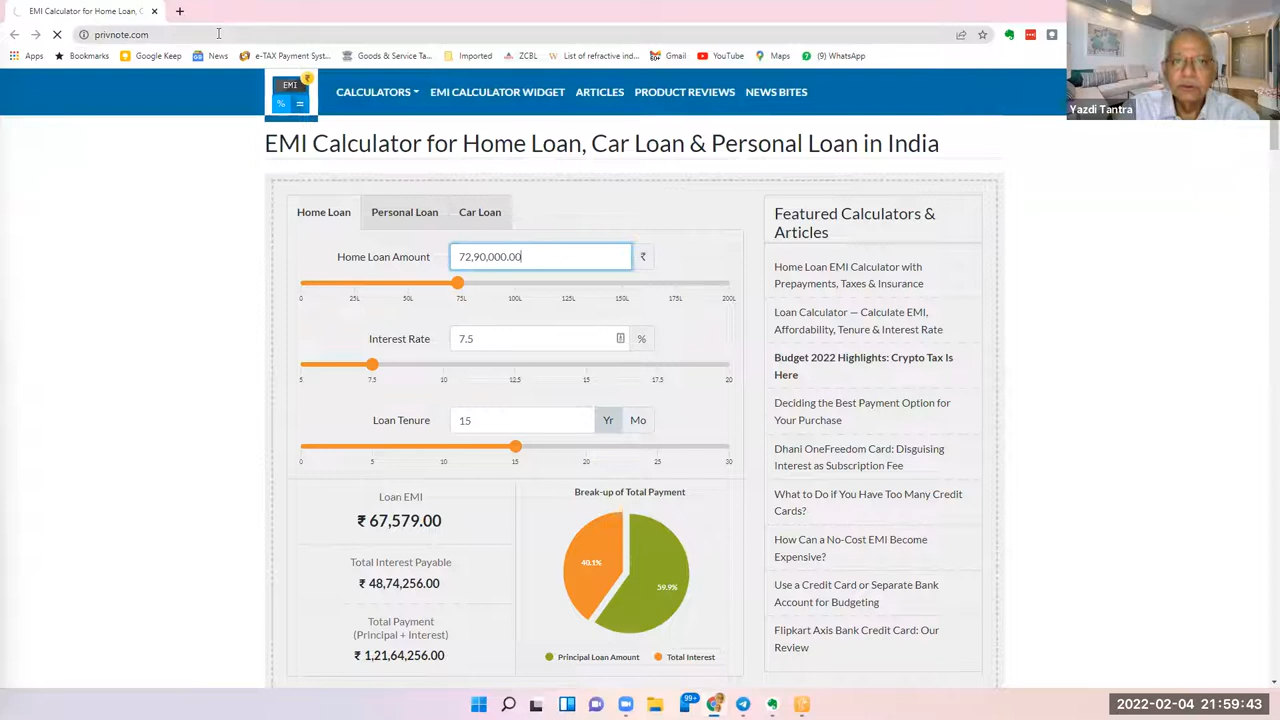 EMI Calculator for Home Loan, C
privnote.com
Apps
Bookmarks
Google Keep
News
e-TAX Payment Syst...
Goods & Service Ta...
Imported
ZCBL
List of refractive ind...
Gmail
YouTube
Maps
(9) WhatsApp
Yazdi Tantra
EMI
₹
%
=
CALCULATORS
EMI CALCULATOR WIDGET
ARTICLES
PRODUCT REVIEWS
NEWS BITES
EMI Calculator for Home Loan, Car Loan & Personal Loan in India
Home Loan
Personal Loan
Car Loan
Home Loan Amount
72,90,000.00
₹
0 25L 50L 75L 100L 125L 150L 175L 200L
Interest Rate
7.5
%
5 7.5 10 12.5 15 17.5 20
Loan Tenure
15
Yr
Mo
0 5 10 15 20 25 30
Loan EMI
₹ 67,579.00
Total Interest Payable
₹ 48,74,256.00
Total Payment
(Principal + Interest)
₹ 1,21,64,256.00
Break-up of Total Payment
40.1%
59.9%
Principal Loan Amount
Total Interest
Featured Calculators &
Articles
Home Loan EMI Calculator with
Prepayments, Taxes & Insurance
Loan Calculator — Calculate EMI,
Affordability, Tenure & Interest Rate
Budget 2022 Highlights: Crypto Tax Is
Here
Deciding the Best Payment Option for
Your Purchase
Dhani OneFreedom Card: Disguising
Interest as Subscription Fee
What to Do if You Have Too Many Credit
Cards?
How Can a No-Cost EMI Become
Expensive?
Use a Credit Card or Separate Bank
Account for Budgeting
Flipkart Axis Bank Credit Card: Our
Review
99+
2022-02-04 21:59:43